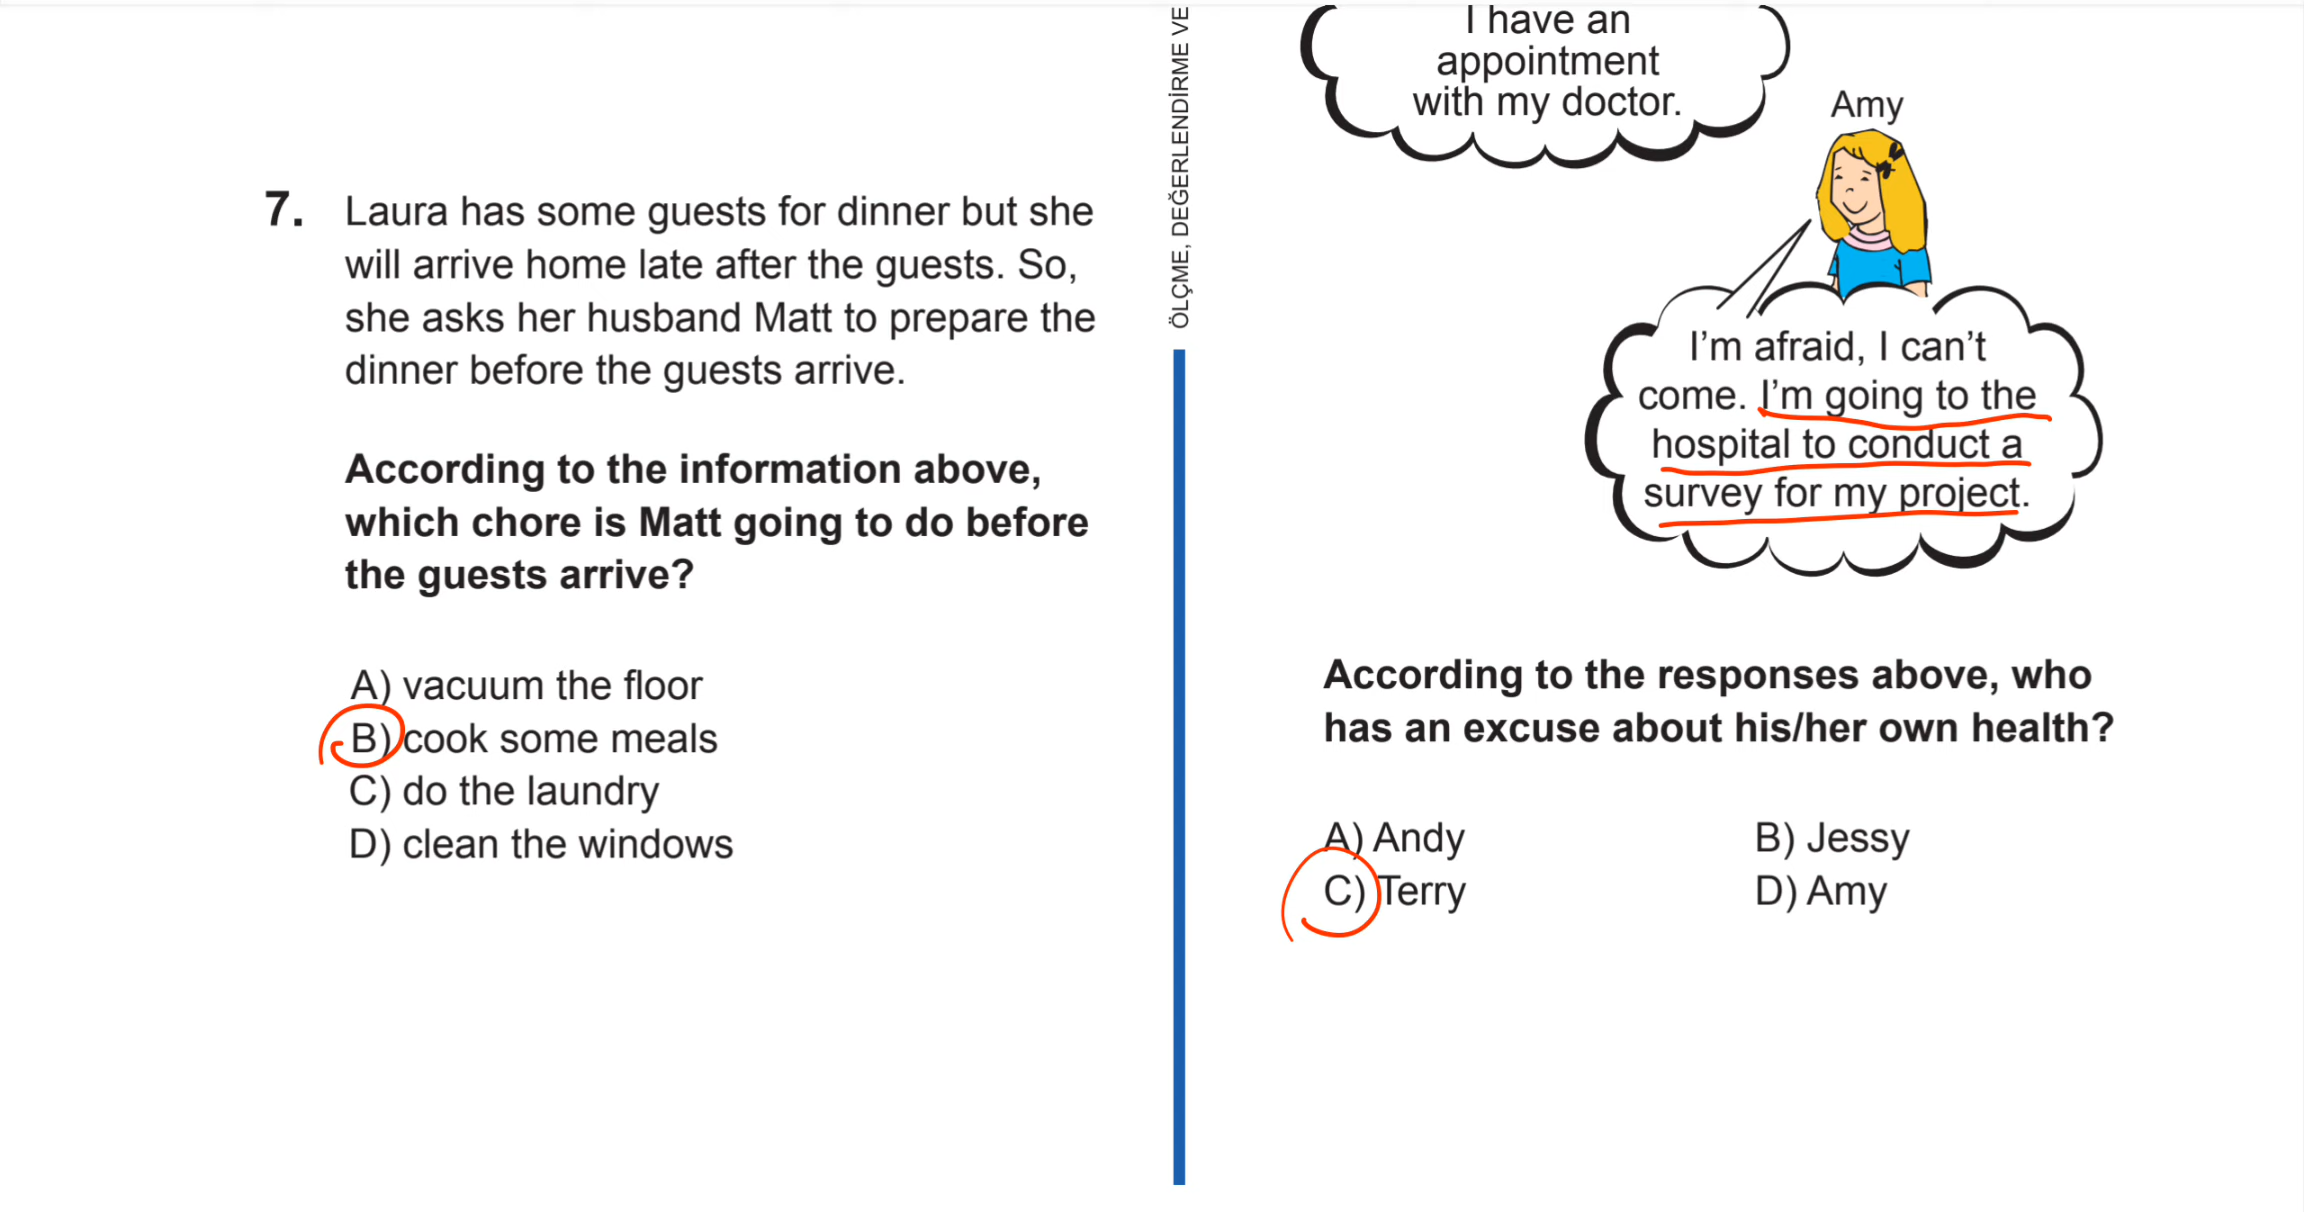 7. Laura has some guests for dinner but she
will arrive home late after the guests. So,
she asks her husband Matt to prepare the
dinner before the guests arrive.
According to the information above,
which chore is Matt going to do before
the guests arrive?
A) vacuum the floor
B) cook some meals
C) do the laundry
D) clean the windows
ÖLÇME, DEĞERLENDİRME VE
I have an
appointment
with my doctor.
Amy
I'm afraid, I can't
come. I'm going to the
hospital to conduct a
survey for my project.
According to the responses above, who
has an excuse about his/her own health?
A) Andy B) Jessy
C) Terry D) Amy